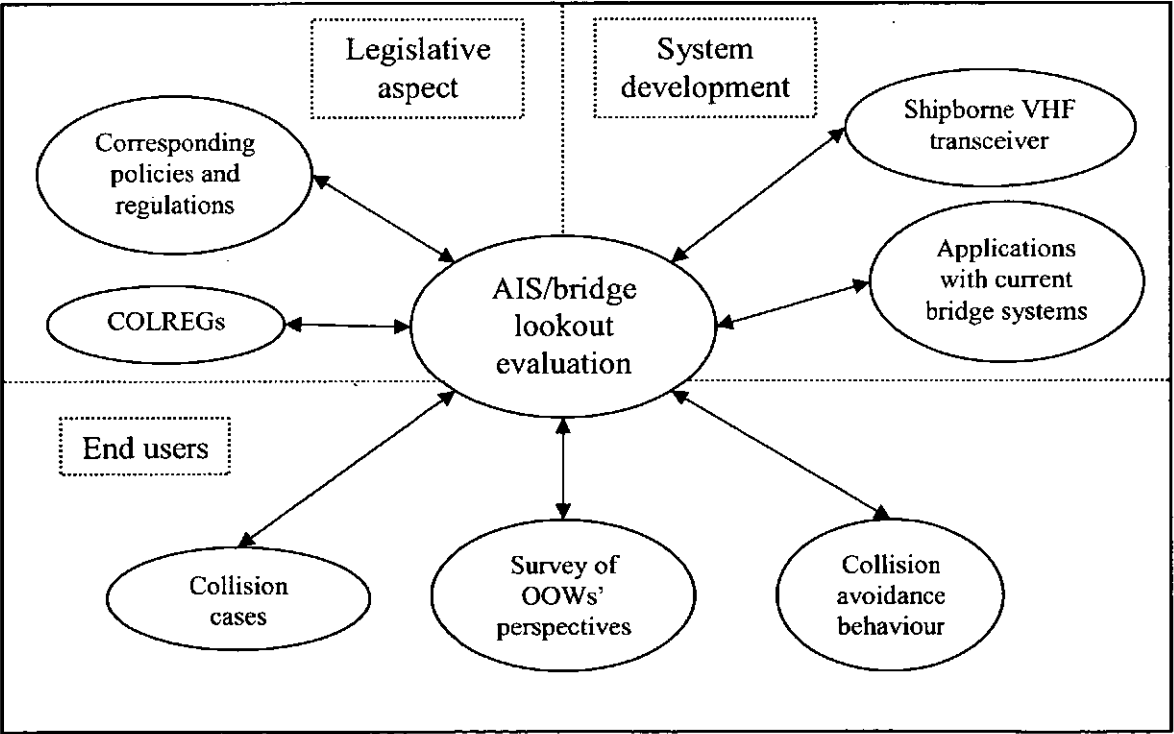 Legislative
aspect
System
development
Corresponding
policies and
regulations
Shipborne VHF
transceiver
COLREGs
AIS/bridge
lookout
evaluation
Applications
with current
bridge systems
End users
Collision
cases
Survey of
OOWs'
perspectives
Collision
avoidance
behaviour